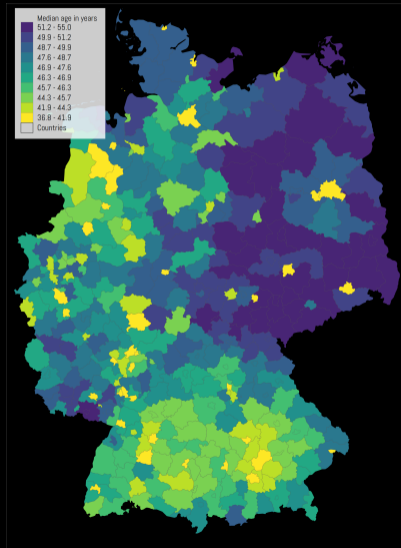 Median age in years
51.2 - 55.0
49.9 - 51.2
48.7 - 49.9
47.6 - 48.7
46.9 - 47.6
46.3 - 46.9
45.7 - 46.3
44.3 - 45.7
41.9 - 44.3
36.8 - 41.9
Countries